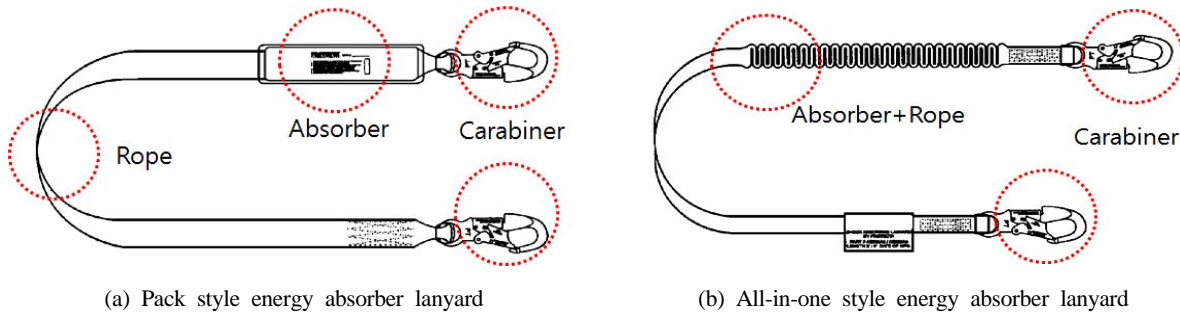 Absorber
Carabiner
Rope
(a) Pack style energy absorber lanyard
Absorber+Rope
Carabiner
(b) All-in-one style energy absorber lanyard